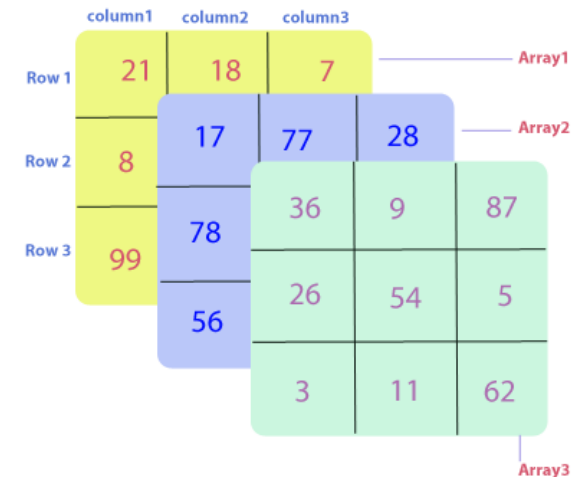 column1 column2 column3
Row 1 21 18 7 Array1
17 77 28 Array2
Row 2 8
36 9 87
78
Row 3 99
26 54 5
56
3 11 62
Array3